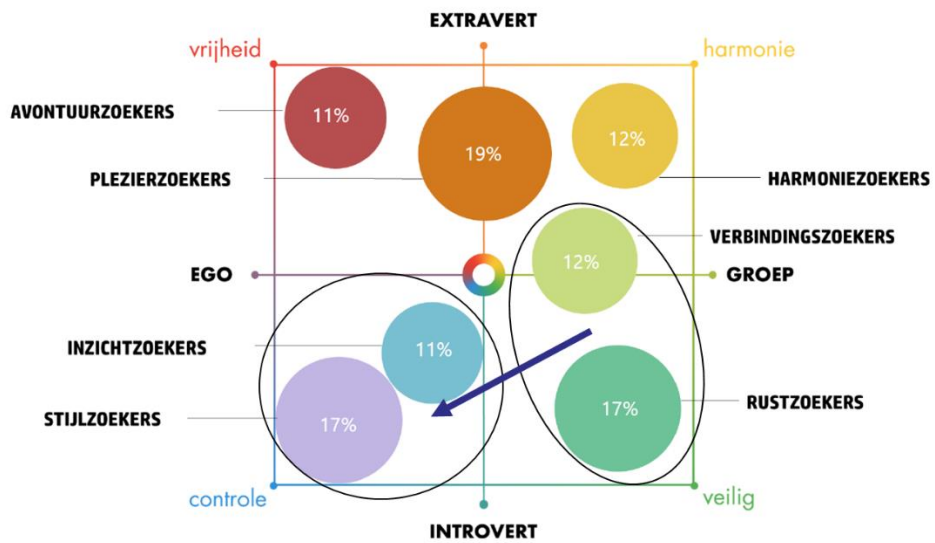 EXTRAVERT
vrijheid
harmonie
AVONTUURZOEKERS
11%
12%
PLEZIERZOEKERS
19%
HARMONIEZOEKERS
VERBINDINGSZOEKERS
12%
EGO
GROEP
INZICHTZOEKERS
11%
STIJLZOEKERS
17%
17%
RUSTZOEKERS
controle
veilig
INTROVERT